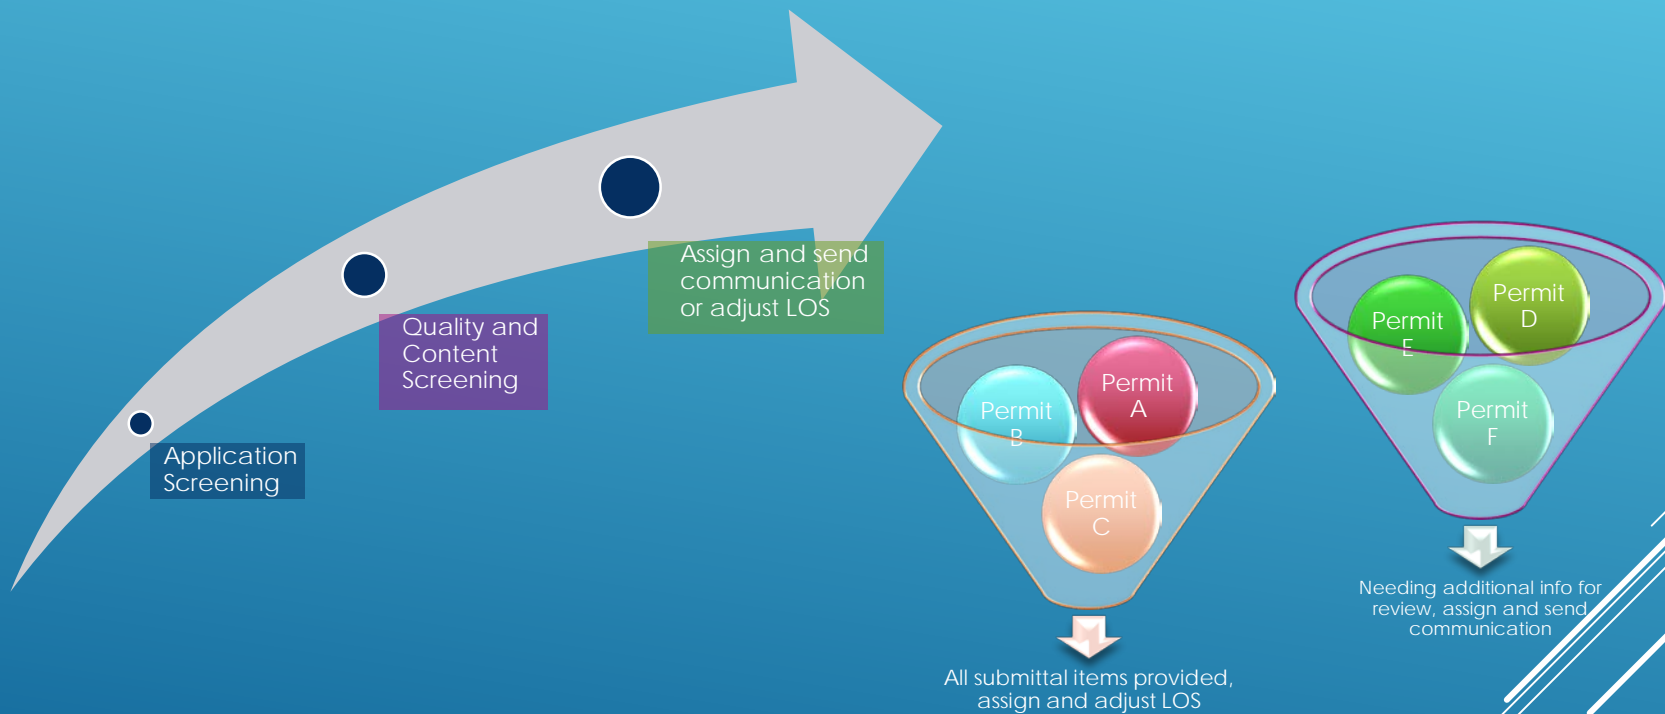 Application
Screening
Quality and
Content
Screening
Assign and send
communication
or adjust LOS
Permit
B
Permit
A
Permit
C
All submittal items provided,
assign and adjust LOS
Permit
E
Permit
D
Permit
F
Needing additional info for
review, assign and send
communication